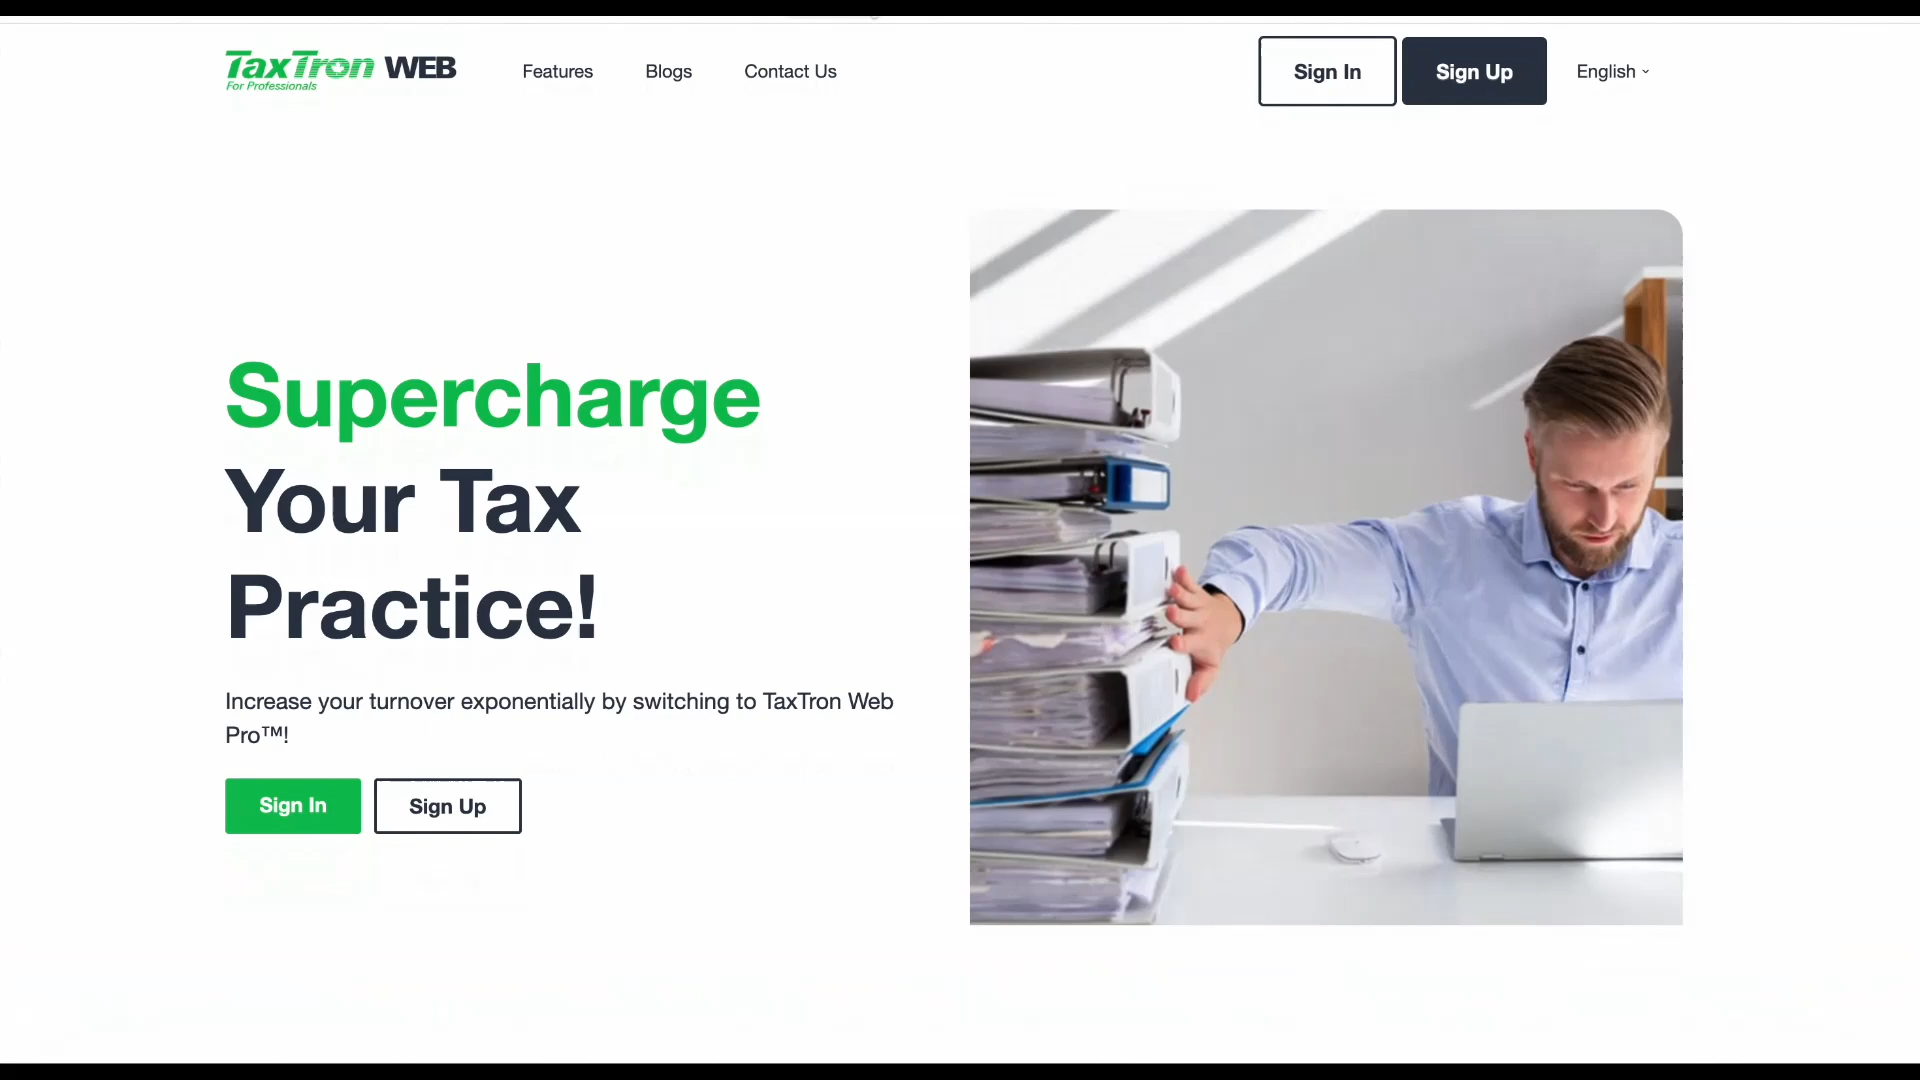 TaxTron WEB
For Professionals
Features
Blogs
Contact Us
Sign In
Sign Up
English
Supercharge
Your Tax
Practice!
Increase your turnover exponentially by switching to TaxTron Web
Pro™!
Sign In
Sign Up